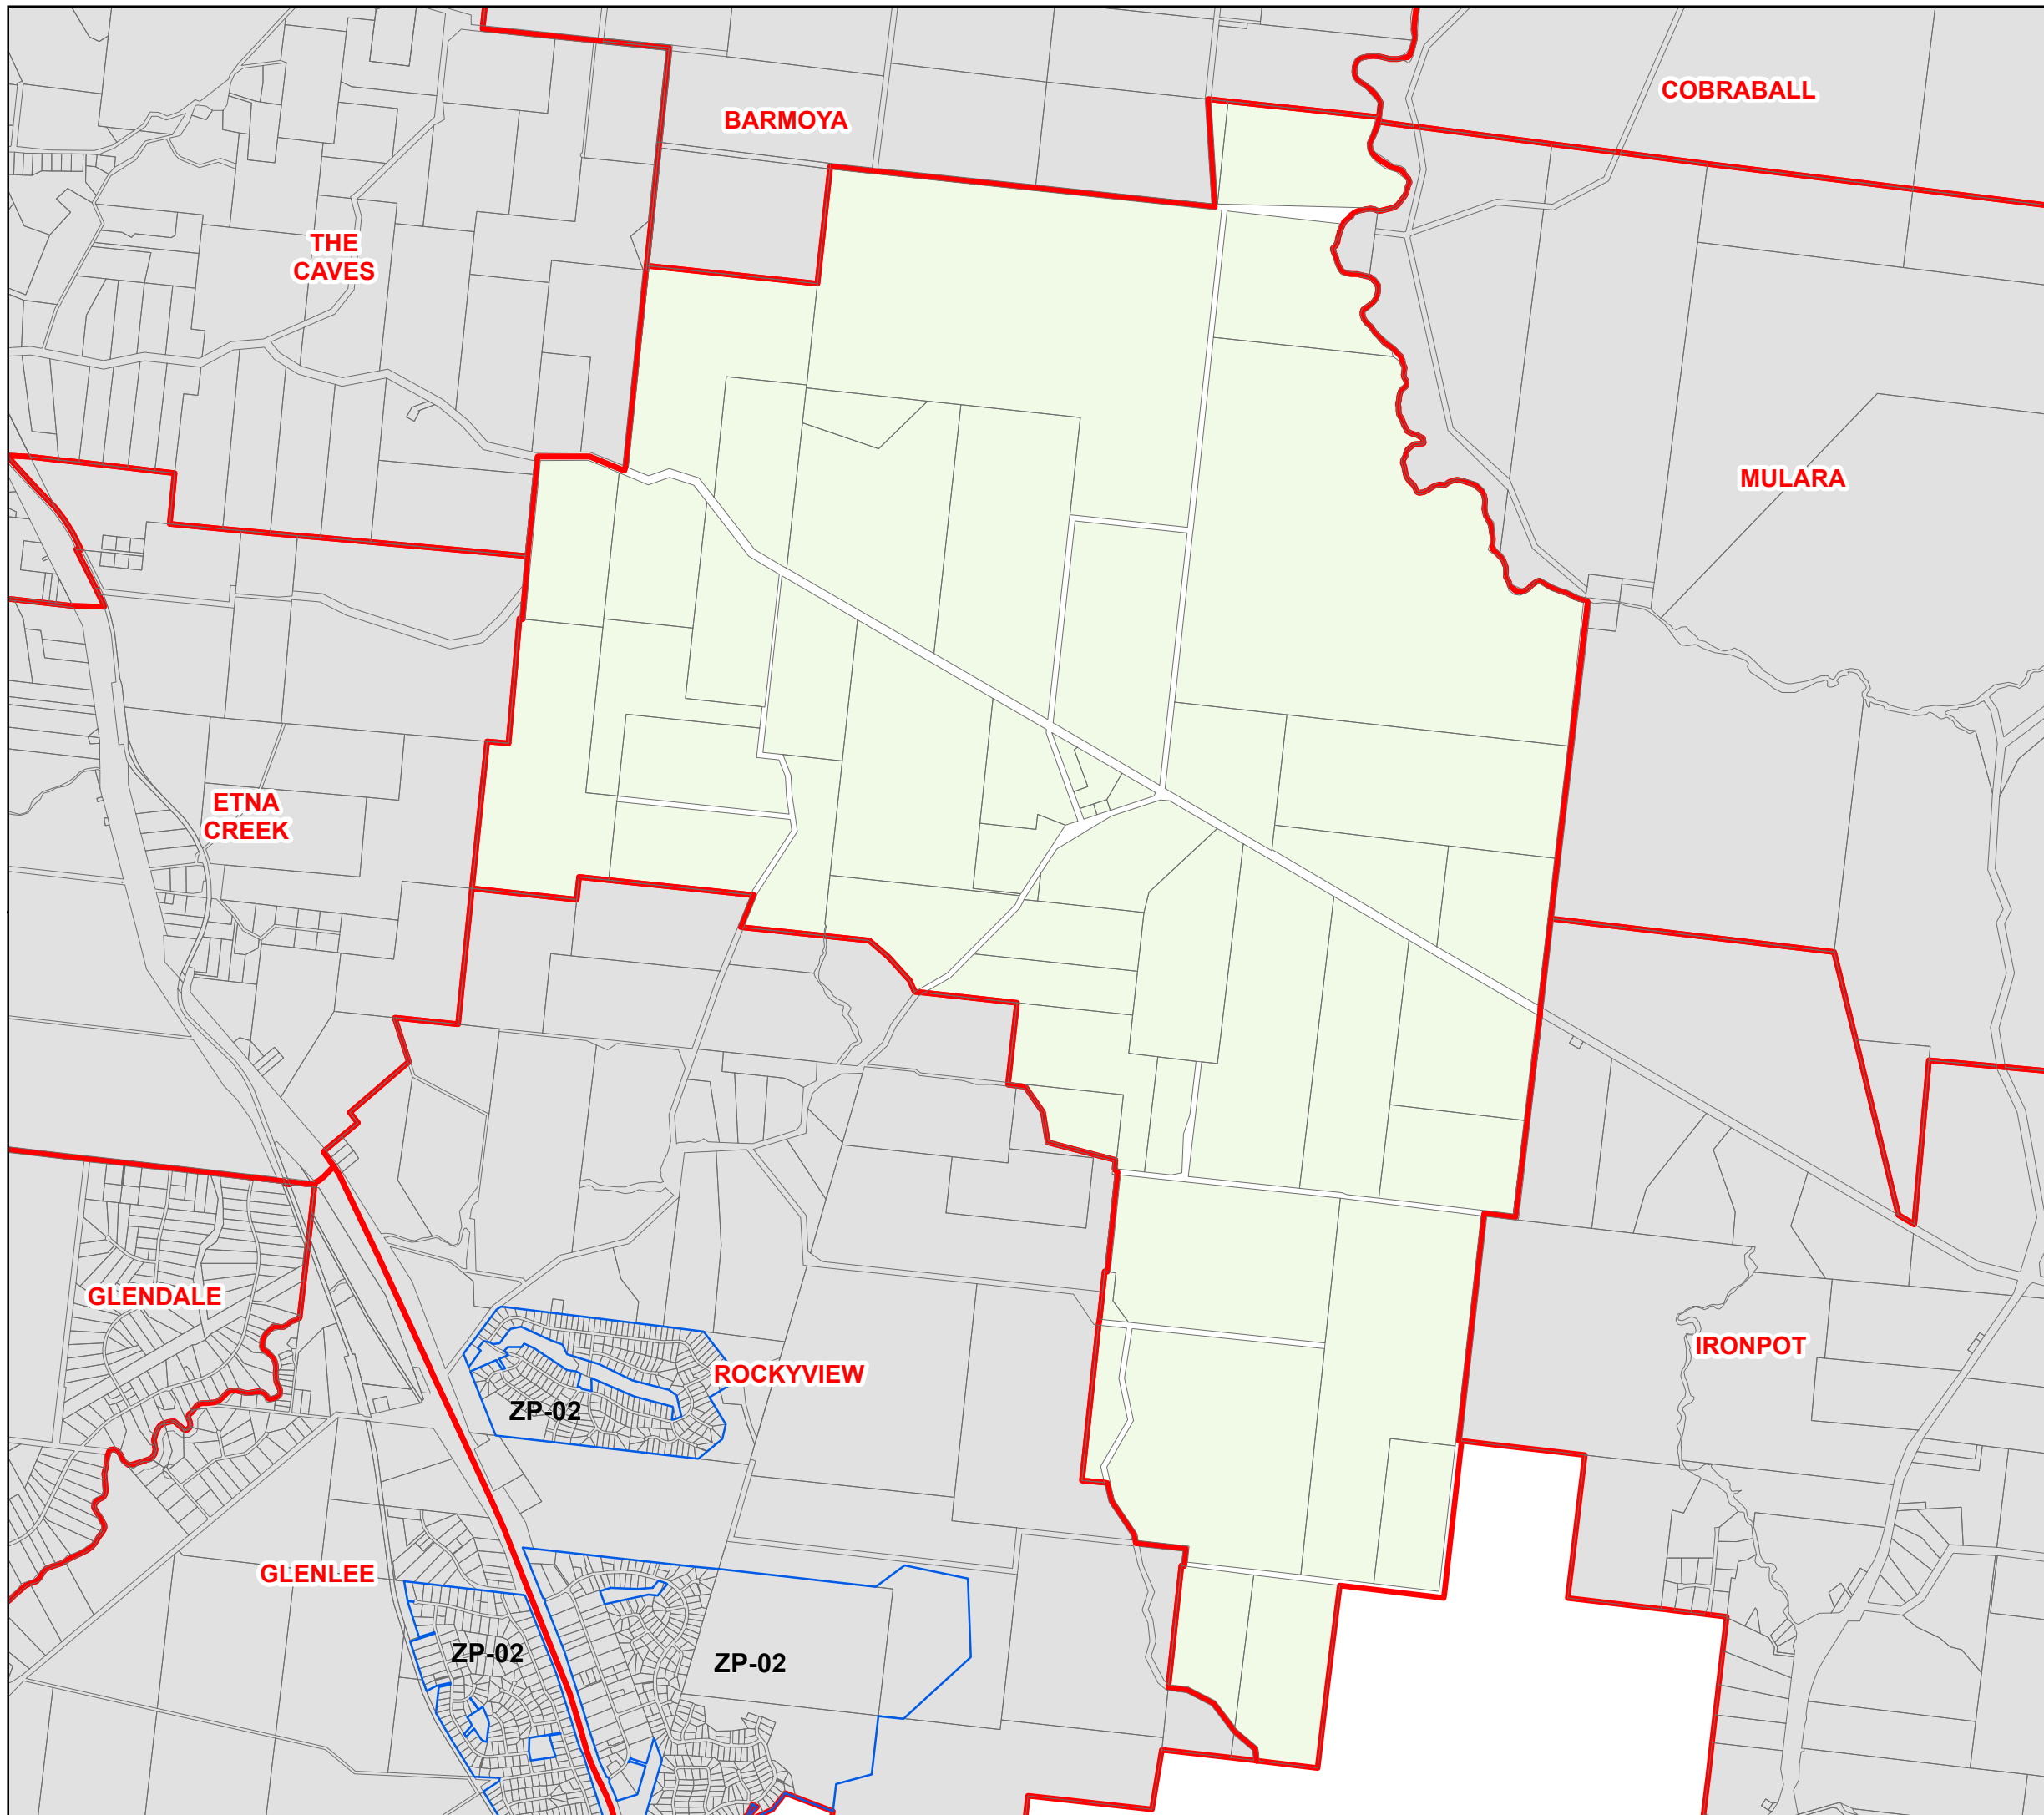 COBRABALL
BARMOYA
THE
CAVES
MULARA
ETNA
CREEK
GLENDALE
IRONPOT
ROCKYVIEW
ZP-02
GLENLEE
ZP-02
ZP-02